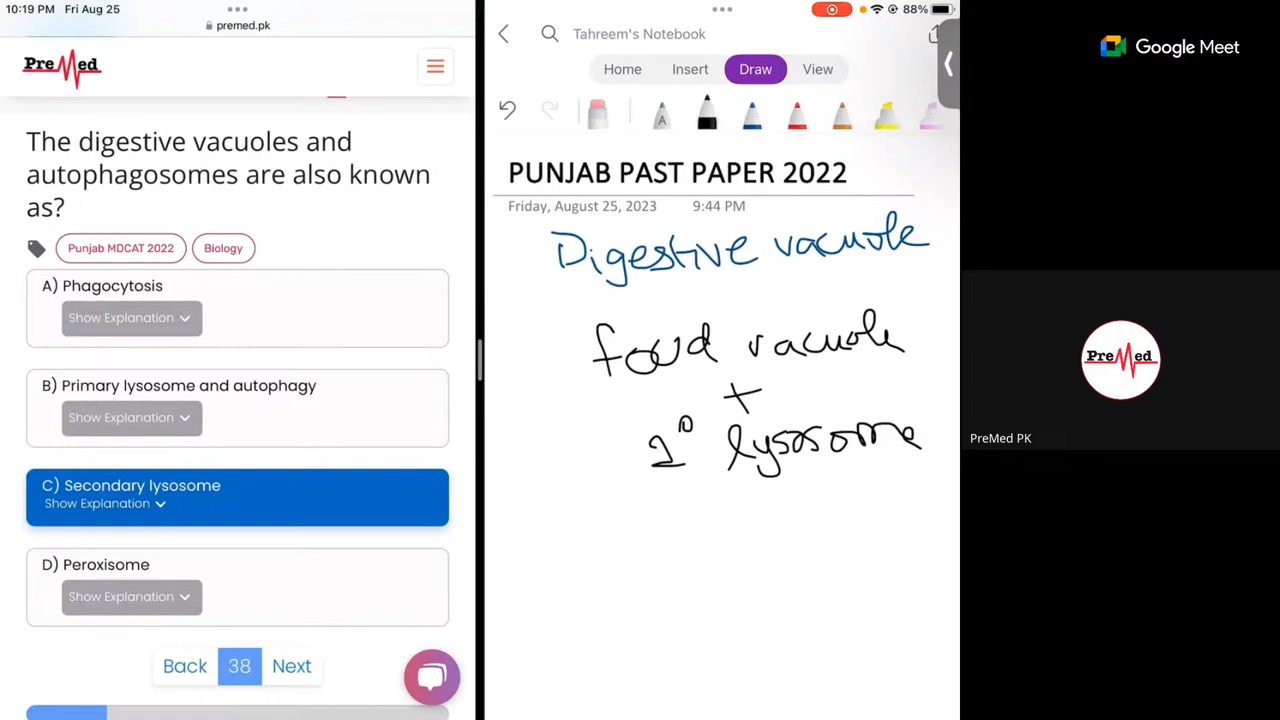 10:19 PM Fri Aug 25
premed.pk
PreMed
The digestive vacuoles and
autophagosomes are also known
as?
Punjab MDCAT 2022
Biology
A) Phagocytosis
Show Explanation
B) Primary lysosome and autophagy
Show Explanation
C) Secondary lysosome
Show Explanation
D) Peroxisome
Show Explanation
Back 38 Next
88%
Tahreem's Notebook
Home Insert Draw View
A
PUNJAB PAST PAPER 2022
Friday, August 25, 2023 9:44 PM
Digestive vacuole
food vacuole
+
1° lysosome
Google Meet
PreMed
PreMed PK